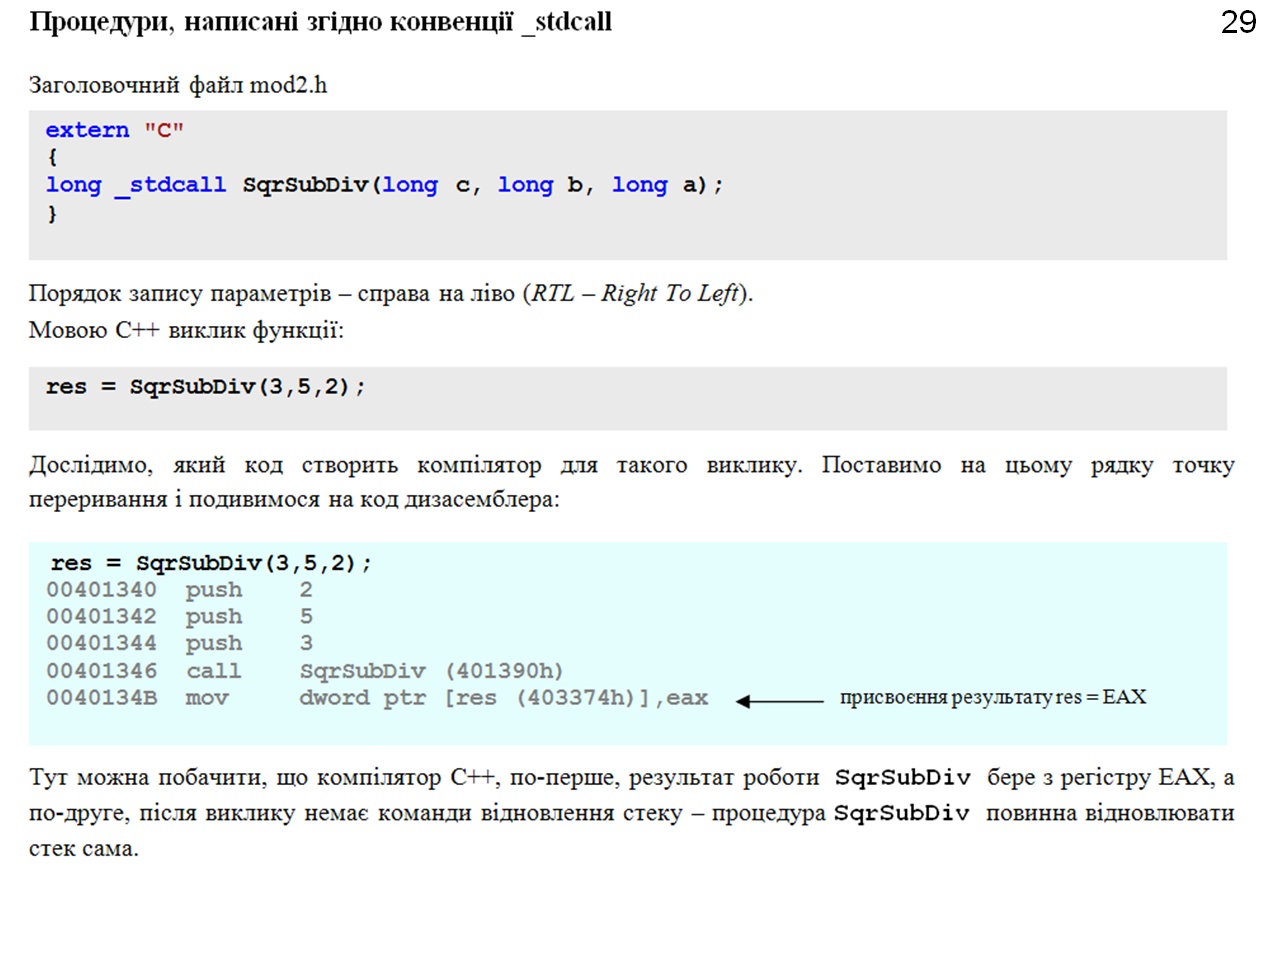 Процедури, написані згідно конвенції _stdcall
29
Заголовочний файл mod2.h
extern "C"
{
long _stdcall SqrSubDiv(long c, long b, long a);
}
Порядок запису параметрів – справа на ліво (RTL – Right To Left).
Мовою C++ виклик функції:
res = SqrSubDiv(3,5,2);
Дослідимо, який код створить компілятор для такого виклику. Поставимо на цьому рядку точку
переривання і подивимося на код дизасемблера:
res = SqrSubDiv(3,5,2);
00401340 push 2
00401342 push 5
00401344 push 3
00401346 call SqrSubDiv (401390h)
0040134B mov dword ptr [res (403374h)],eax
присвоєння результату res = EAX
Тут можна побачити, що компілятор C++, по-перше, результат роботи SqrSubDiv бере з регістру EAX, а
по-друге, після виклику немає команди відновлення стеку – процедура SqrSubDiv повинна відновлювати
стек сама.